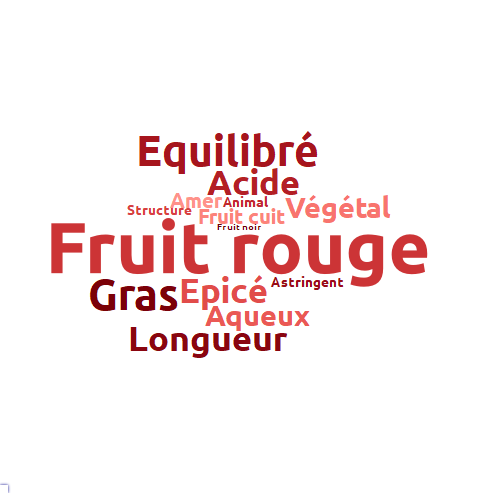 Equilibré
Acide
Amer Animal
Structure Fruit cuit Végétal
Fruit noir
Fruit rouge
Gras Epicé Astringent
Aqueux
Longueur